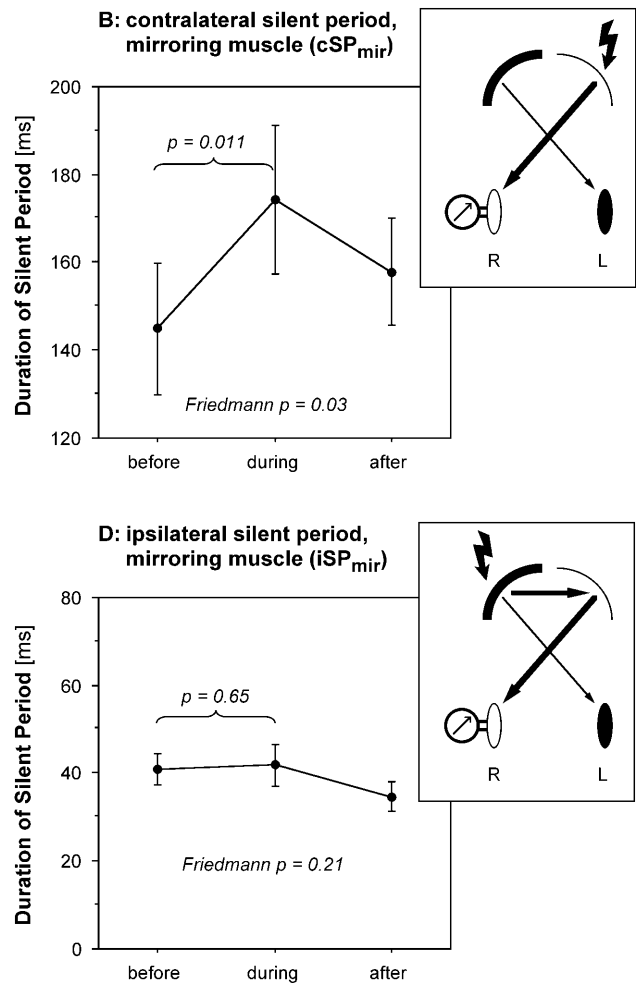 B: contralateral silent period,
mirroring muscle (cSPmir)
Duration of Silent Period [ms]
200
180
160
140
120
p = 0.011
Friedmann p = 0.03
before during after
R L
D: ipsilateral silent period,
mirroring muscle (iSPmir)
Duration of Silent Period [ms]
80
60
40
20
0
p = 0.65
Friedmann p = 0.21
before during after
R L